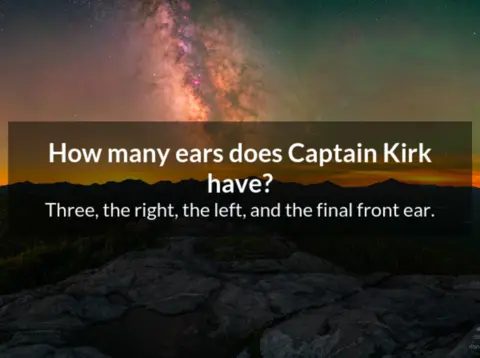 How many ears does Captain Kirk
have?
Three, the right, the left, and the final front ear.